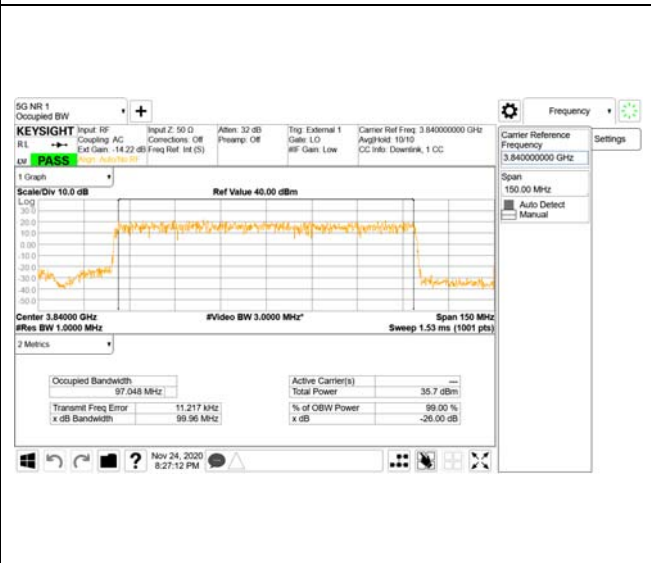 5G NR 1
Occupied BW
Frequency
KEYSIGHT
Input: RF
Coupling: AC
Ext Gain: -14.22 dB
Align: Auto/No RF
Input Z: 50 Ω
Corrections: Off
Freq Ref: Int (S)
Atten: 32 dB
Preamp: Off
Trig: External 1
Gate: LO
#IF Gain: Low
Carrier Ref Freq: 3.840000000 GHz
Avg|Hold: 10/10
CC Info: Downlink, 1 CC
RL
PASS
Carrier Reference
Frequency
3.840000000 GHz
Settings
Span
150.00 MHz
Auto Detect
Manual
1 Graph
Scale/Div 10.0 dB
Ref Value 40.00 dBm
Log
30.0
20.0
10.0
0.00
-10.0
-20.0
-30.0
-40.0
-50.0
Center 3.84000 GHz
#Video BW 3.0000 MHz*
Span 150 MHz
#Res BW 1.0000 MHz
Sweep 1.53 ms (1001 pts)
2 Metrics
Occupied Bandwidth
97.048 MHz
Active Carrier(s)
---
Total Power
35.7 dBm
Transmit Freq Error
11.217 kHz
% of OBW Power
99.00 %
x dB Bandwidth
99.96 MHz
x dB
-26.00 dB
?
Nov 24, 2020
8:27:12 PM